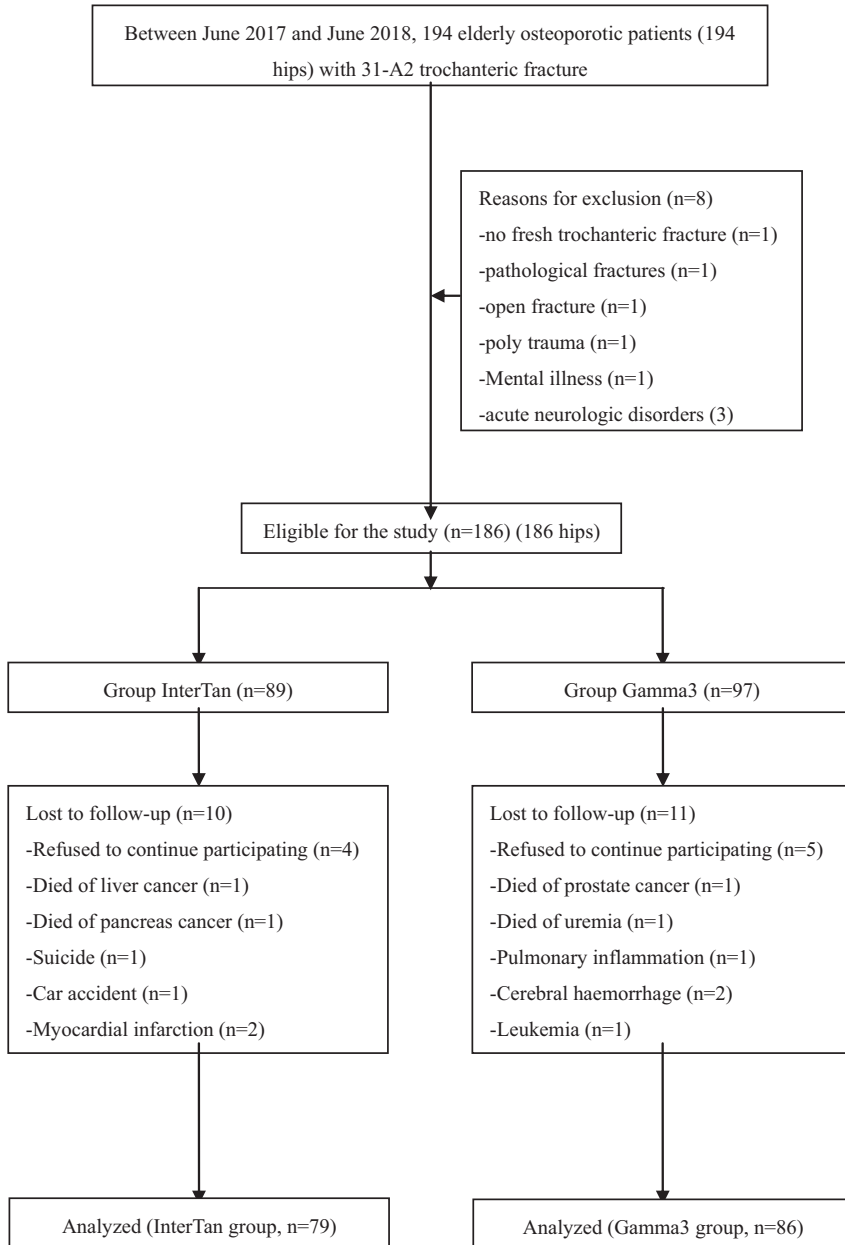 Between June 2017 and June 2018, 194 elderly osteoporotic patients (194
hips) with 31-A2 trochanteric fracture
Reasons for exclusion (n=8)
-no fresh trochanteric fracture (n=1)
-pathological fractures (n=1)
-open fracture (n=1)
-poly trauma (n=1)
-Mental illness (n=1)
-acute neurologic disorders (3)
Eligible for the study (n=186) (186 hips)
Group InterTan (n=89)
Group Gamma3 (n=97)
Lost to follow-up (n=10)
-Refused to continue participating (n=4)
-Died of liver cancer (n=1)
-Died of pancreas cancer (n=1)
-Suicide (n=1)
-Car accident (n=1)
-Myocardial infarction (n=2)
Lost to follow-up (n=11)
-Refused to continue participating (n=5)
-Died of prostate cancer (n=1)
-Died of uremia (n=1)
-Pulmonary inflammation (n=1)
-Cerebral haemorrhage (n=2)
-Leukemia (n=1)
Analyzed (InterTan group, n=79)
Analyzed (Gamma3 group, n=86)